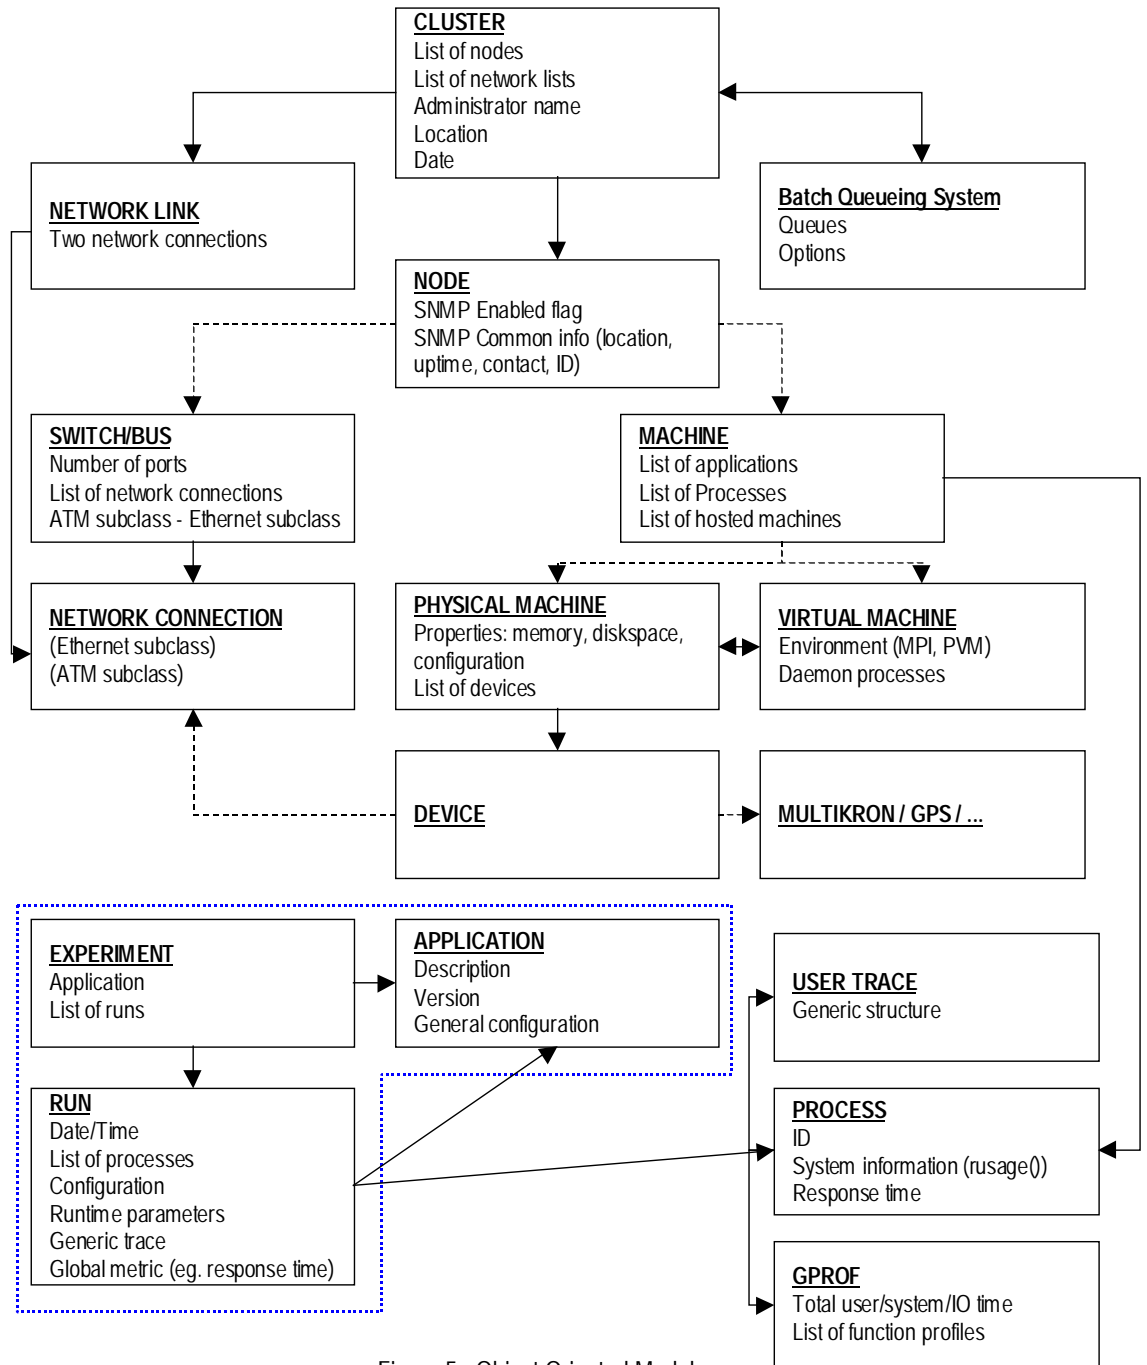 CLUSTER
List of nodes
List of network lists
Administrator name
Location
Date
NETWORK LINK
Two network connections
Batch Queueing System
Queues
Options
NODE
SNMP Enabled flag
SNMP Common info (location,
uptime, contact, ID)
SWITCH/BUS
Number of ports
List of network connections
ATM subclass - Ethernet subclass
MACHINE
List of applications
List of Processes
List of hosted machines
NETWORK CONNECTION
(Ethernet subclass)
(ATM subclass)
PHYSICAL MACHINE
Properties: memory, diskspace,
configuration
List of devices
VIRTUAL MACHINE
Environment (MPI, PVM)
Daemon processes
DEVICE
MULTIKRON / GPS / ...
EXPERIMENT
Application
List of runs
APPLICATION
Description
Version
General configuration
USER TRACE
Generic structure
RUN
Date/Time
List of processes
Configuration
Runtime parameters
Generic trace
Global metric (eg. response time)
PROCESS
ID
System information (rusage())
Response time
GPROF
Total user/system/IO time
List of function profiles
Figure 5 - Object Oriented Model